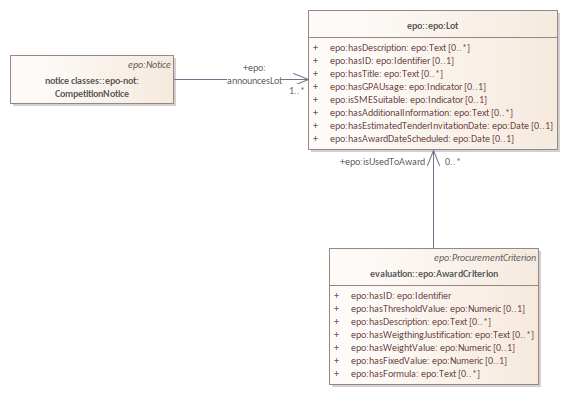 epo::epo:Lot
+ epo:hasDescription: epo:Text [0..*]
+ epo:hasID: epo:Identifier [0..1]
+ epo:hasTitle: epo:Text [0..*]
+ epo:hasGPAUsage: epo:Indicator [0..1]
+ epo:isSMESuitable: epo:Indicator [0..1]
+ epo:hasAdditionalInformation: epo:Text [0..*]
+ epo:hasEstimatedTenderInvitationDate: epo:Date [0..1]
+ epo:hasAwardDateScheduled: epo:Date [0..1]
epo:Notice
notice classes::epo-not:
CompetitionNotice
+epo:
announcesLot
1..*
+epo:isUsedToAward 0..*
epo:ProcurementCriterion
evaluation::epo:AwardCriterion
+ epo:hasID: epo:Identifier
+ epo:hasThresholdValue: epo:Numeric [0..1]
+ epo:hasDescription: epo:Text [0..*]
+ epo:hasWeigthingJustification: epo:Text [0..*]
+ epo:hasWeightValue: epo:Numeric [0..1]
+ epo:hasFixedValue: epo:Numeric [0..1]
+ epo:hasFormula: epo:Text [0..*]